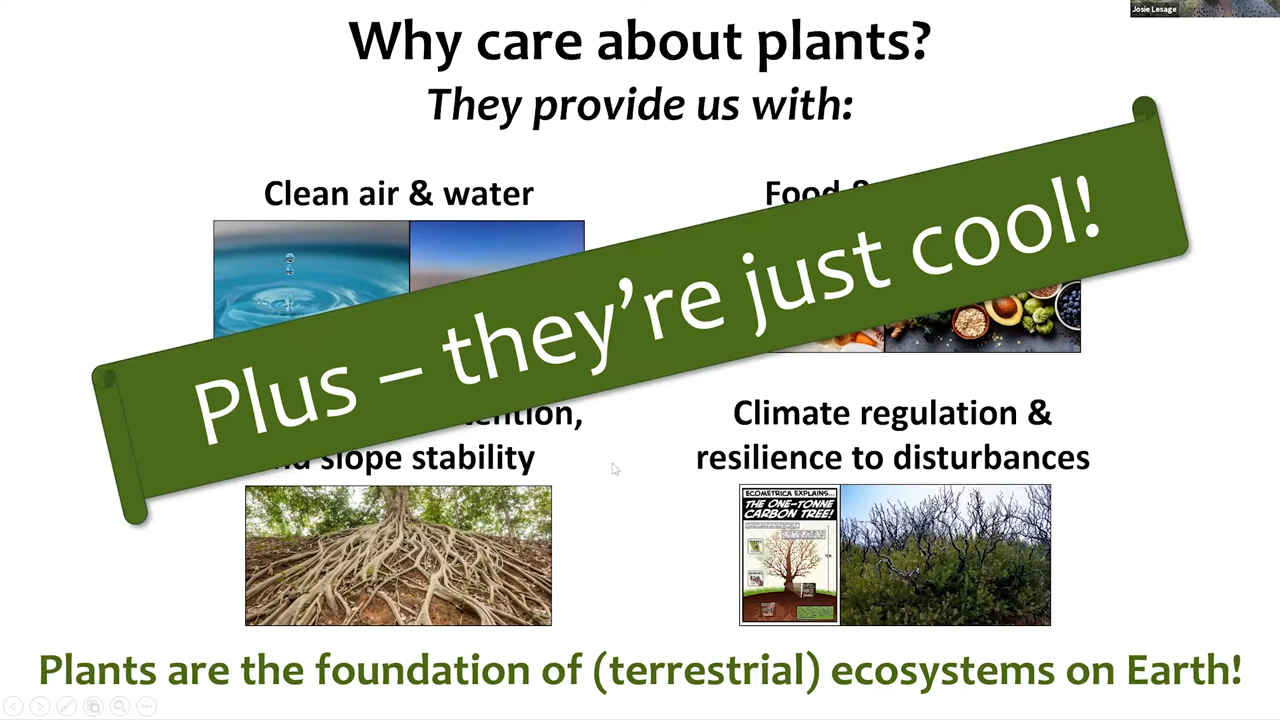 Josie Lesage
Why care about plants?
They provide us with:
Clean air & water
Food &
Plus – they're just cool!
slope stability
Climate regulation &
resilience to disturbances
ECOMETRICA EXPLAINS...
THE ONE-TONNE
CARBON TREE!
Plants are the foundation of (terrestrial) ecosystems on Earth!